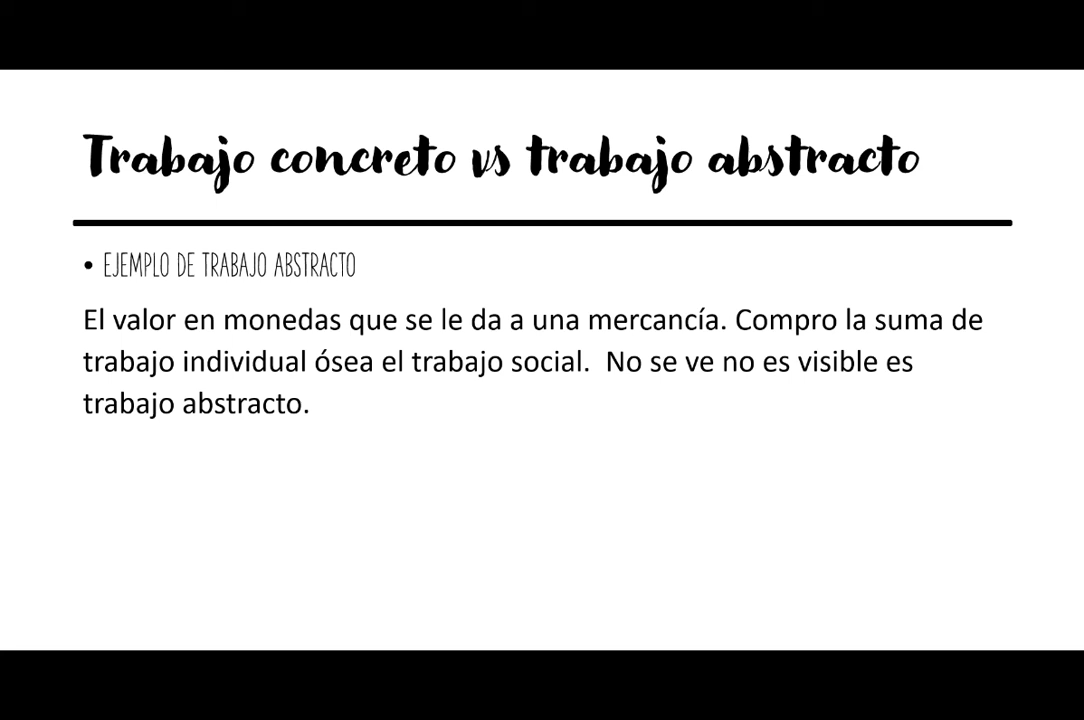 Trabajo concreto vs trabajo abstracto
• EJEMPLO DE TRABAJO ABSTRACTO
El valor en monedas que se le da a una mercancía. Compro la suma de
trabajo individual ósea el trabajo social.  No se ve no es visible es
trabajo abstracto.